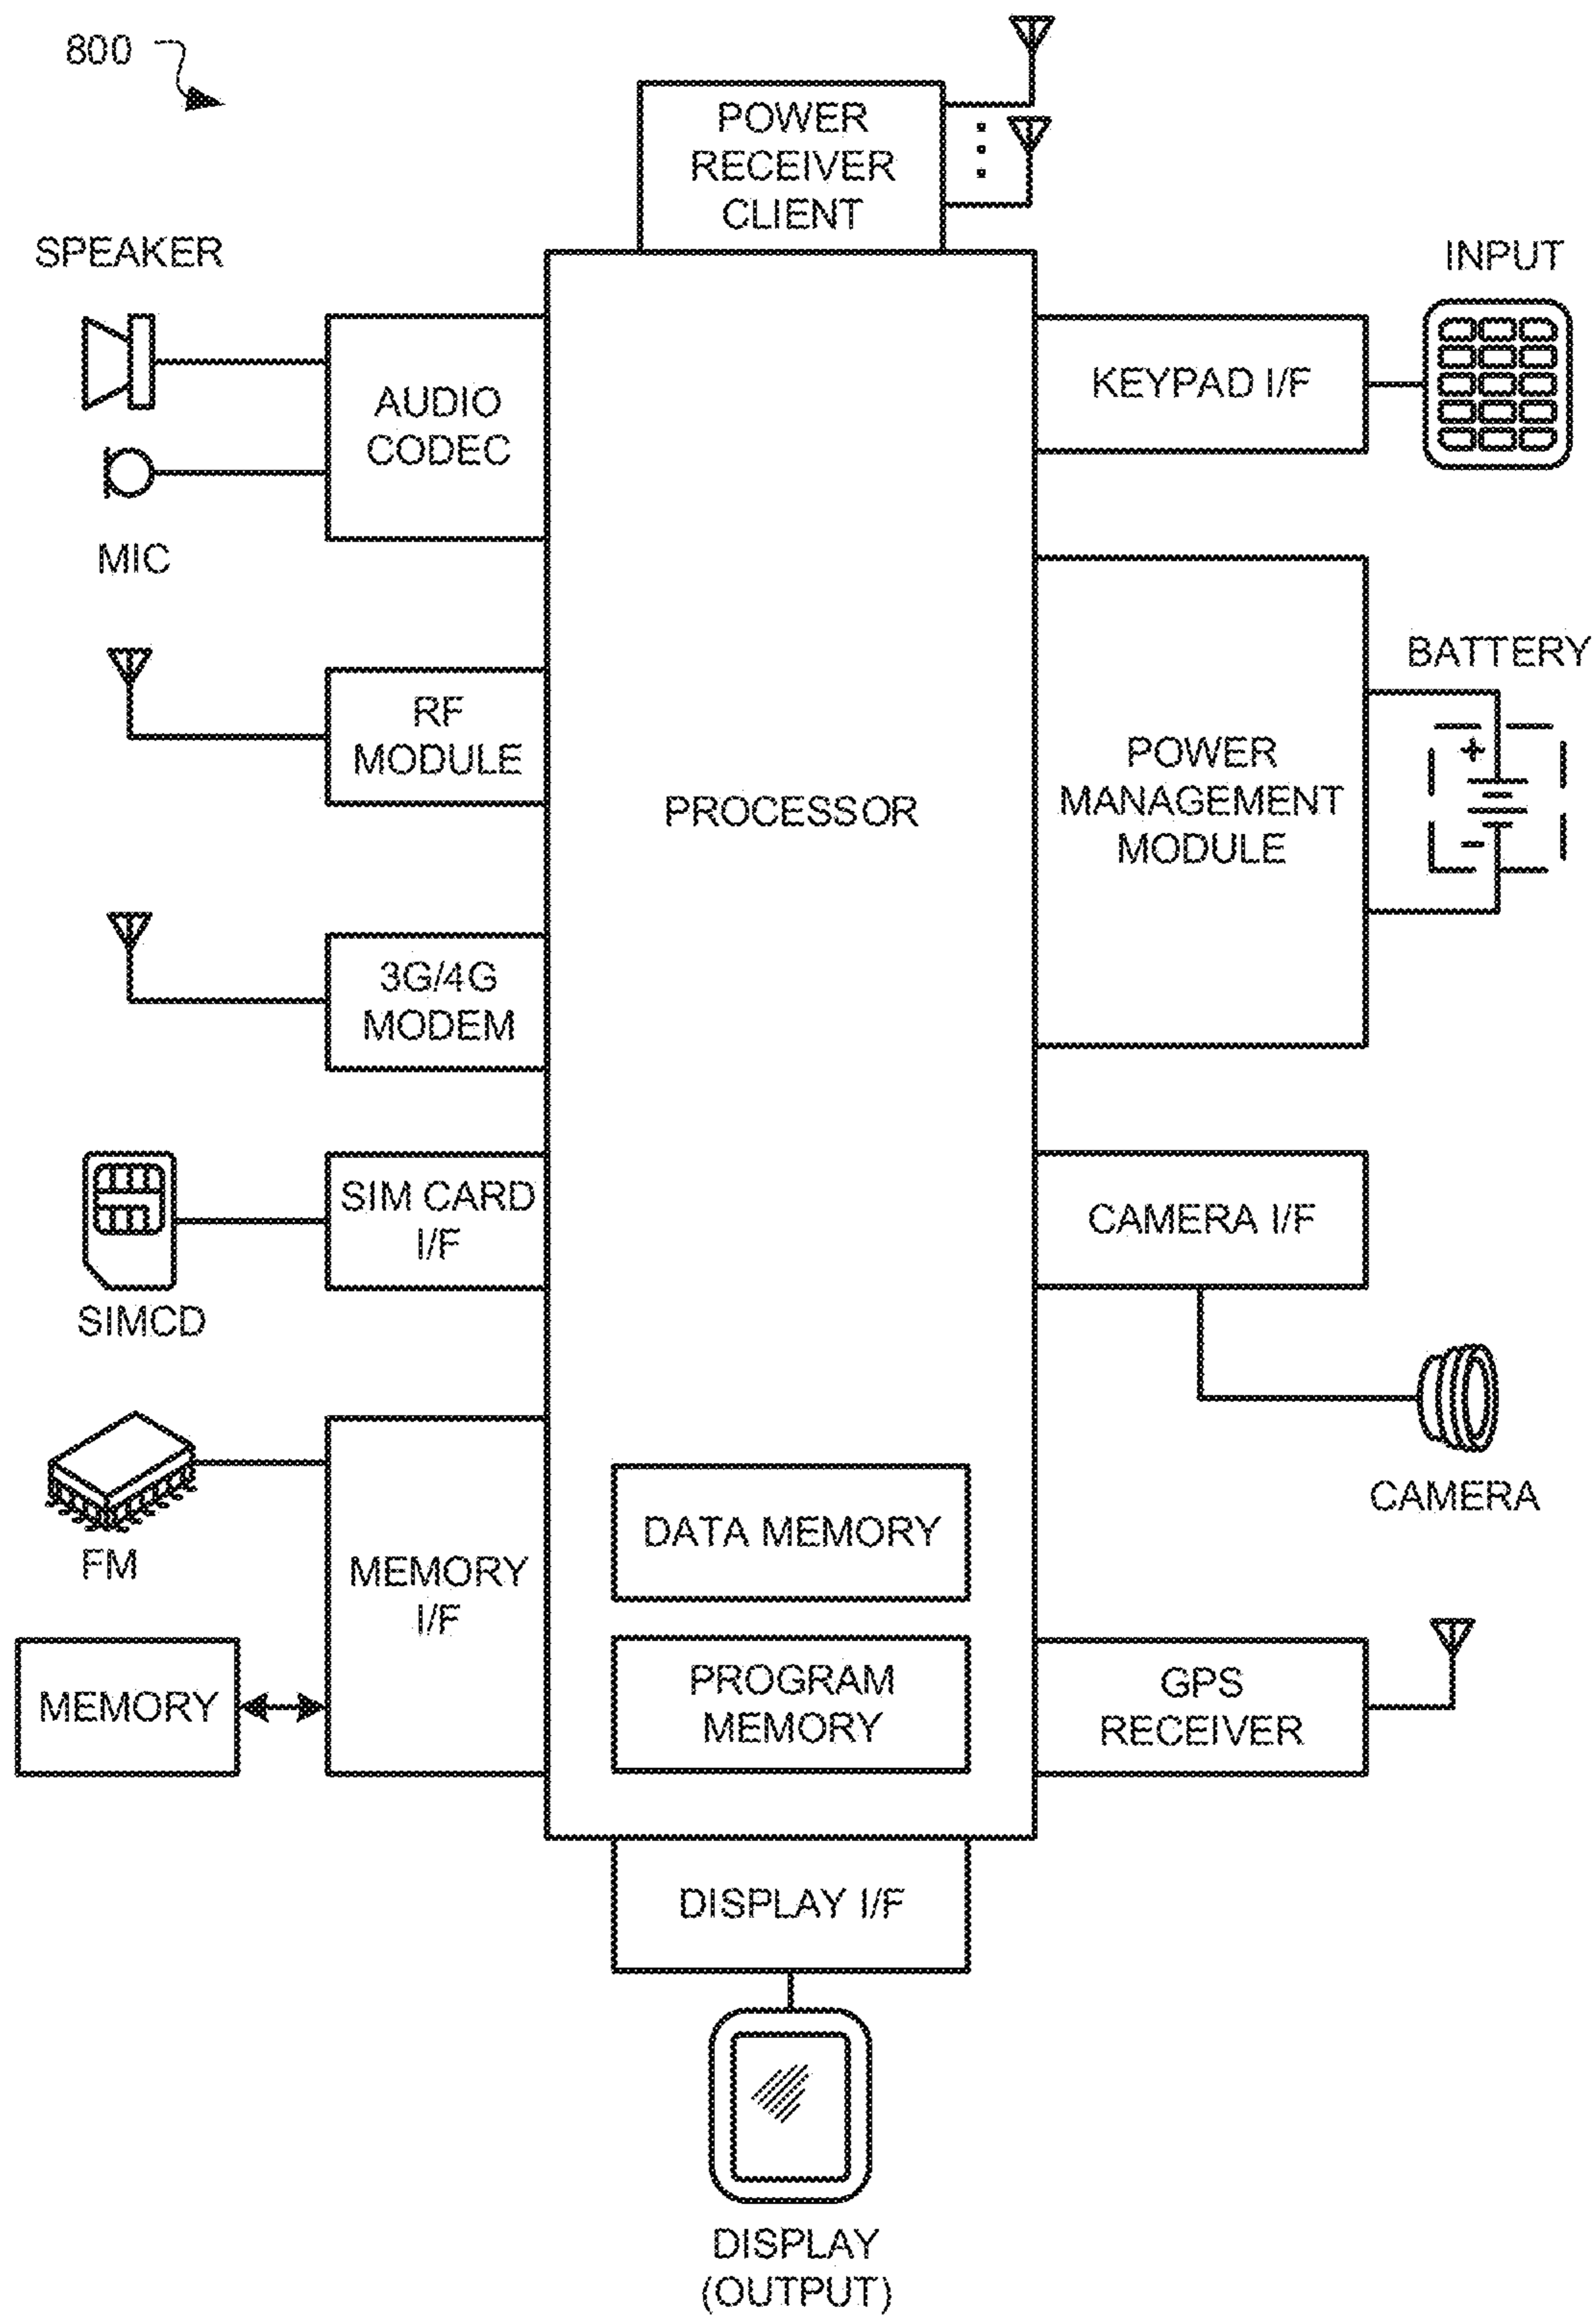 800
POWER
RECEIVER
CLIENT
SPEAKER
INPUT
AUDIO
CODEC
KEYPAD I/F
MIC
BATTERY
RF
MODULE
PROCESSOR
POWER
MANAGEMENT
MODULE
+
-
3G/4G
MODEM
SIM CARD
I/F
CAMERA I/F
SIMCD
CAMERA
FM
MEMORY
I/F
DATA MEMORY
MEMORY
PROGRAM
MEMORY
GPS
RECEIVER
DISPLAY I/F
DISPLAY
(OUTPUT)